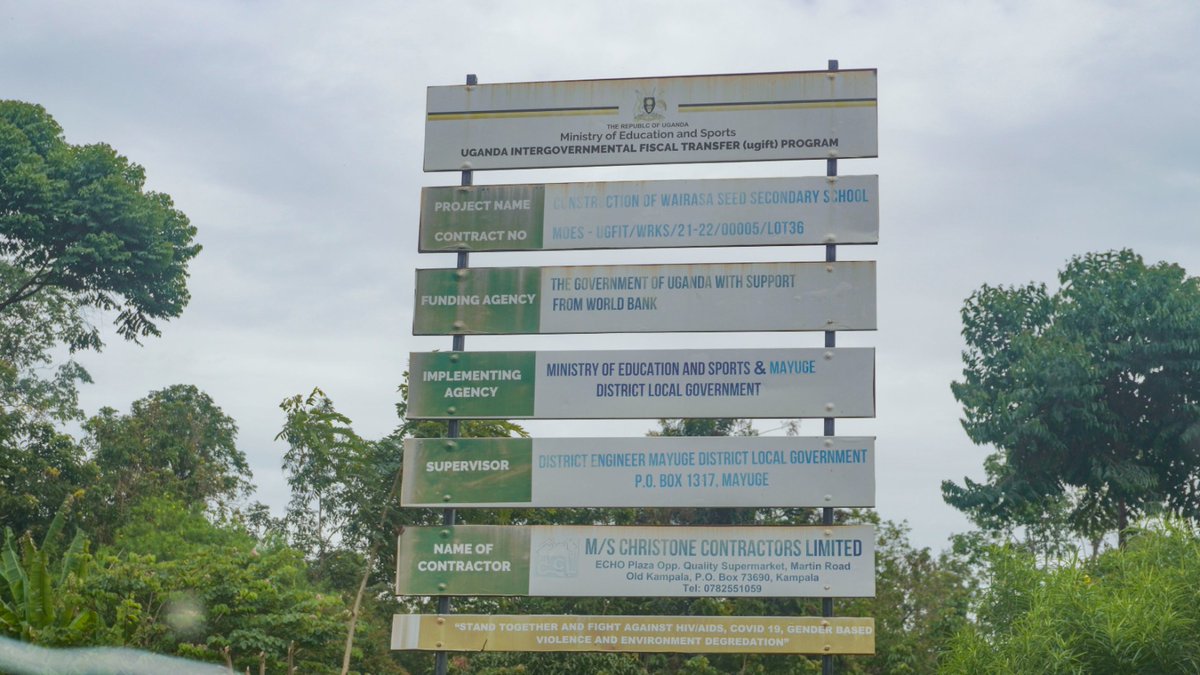 THE REPUBLC OF UGANDA
Ministry of Education and Sports
UGANDA INTERGOVERNMENTAL FISCAL TRANSFER (ugift) PROGRAM
PROJECT NAME CONSTRUCTION OF WAIRASA SEED SECONDARY SCHOOL
CONTRACT NO MOES - UGFIT/WRKS/21-22/00005/LOT36
FUNDING AGENCY
THE GOVERNMENT OF UGANDA WITH SUPPORT
FROM WORLD BANK
IMPLEMENTING
AGENCY
MINISTRY OF EDUCATION AND SPORTS & MAYUGE
DISTRICT LOCAL GOVERNMENT
SUPERVISOR
DISTRICT ENGINEER MAYUGE DISTRICT LOCAL GOVERNMENT
P.O. BOX 1317, MAYUGE
NAME OF
CONTRACTOR
M/S CHRISTONE CONTRACTORS LIMITED
ECHO Plaza Opp. Quality Supermarket, Martin Road
Old Kampala, P.O. Box 73690, Kampala
Tel: 0782551059
"STAND TOGETHER AND FIGHT AGAINST HIV/AIDS, COVID 19, GENDER BASED
VIOLENCE AND ENVIRONMENT DEGREDATION"